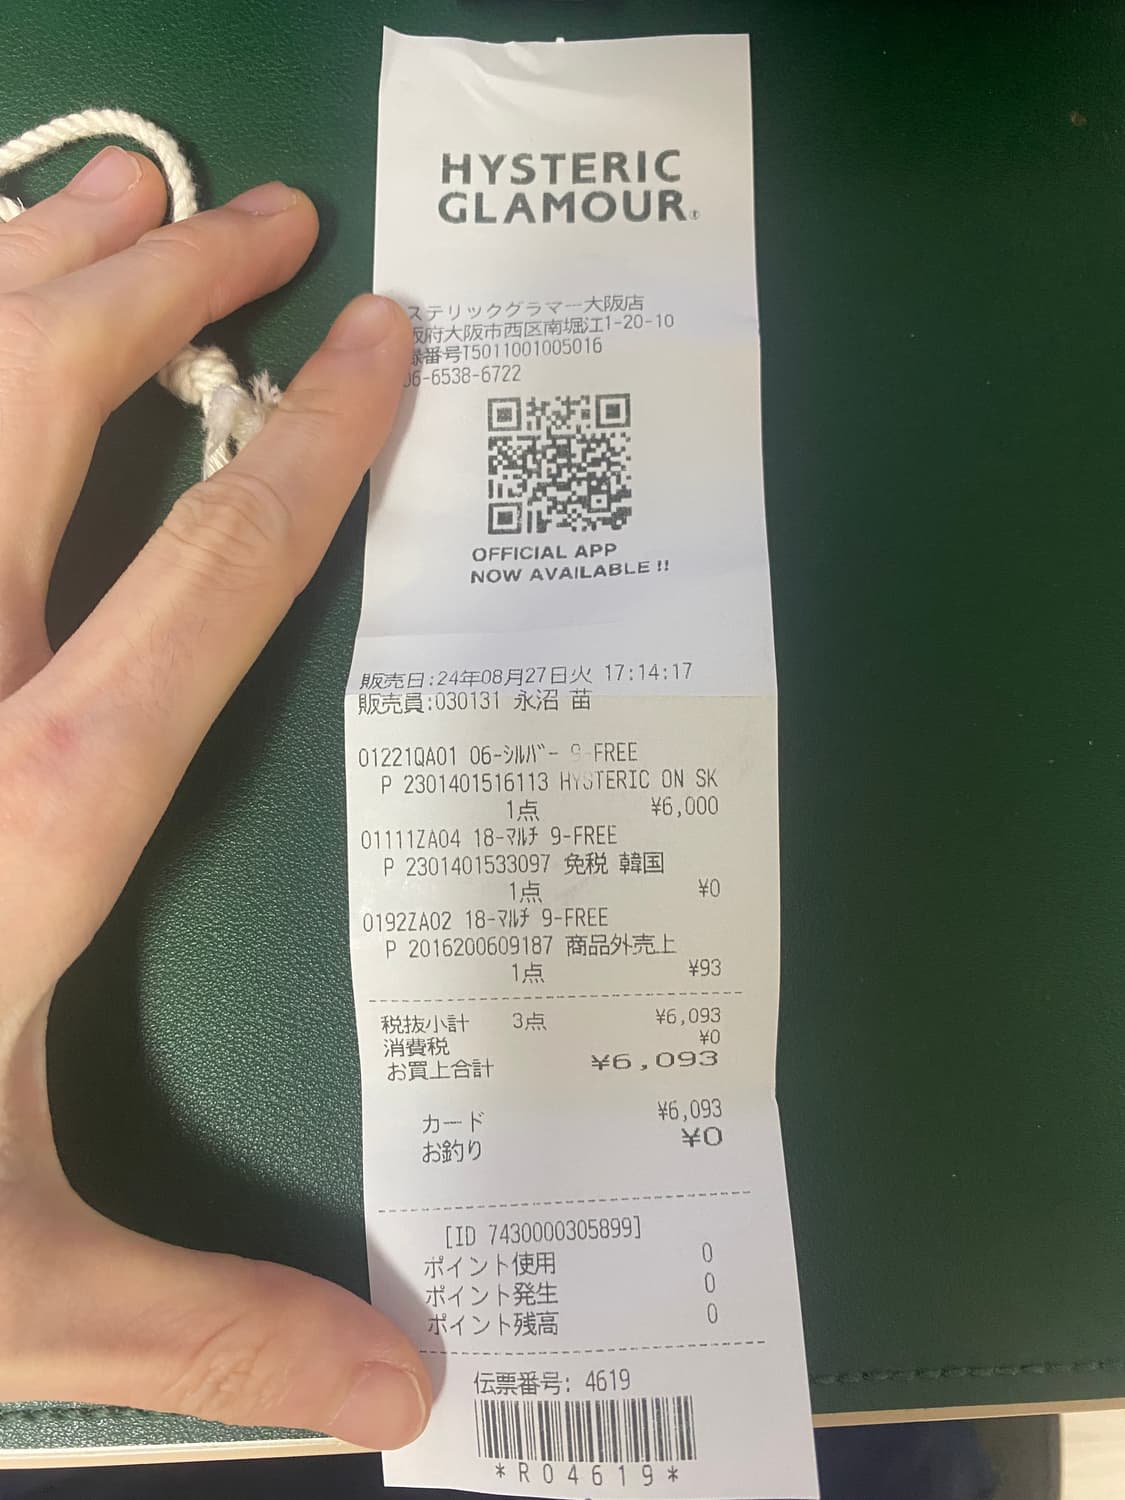 HYSTERIC
GLAMOUR®
ステリックグラマー大阪店
阪府大阪市西区南堀江1-20-10
録番号T5011001005016
06-6538-6722
OFFICIAL APP
NOW AVAILABLE !!
販売日:24年08月27日火 17:14:17
販売員:030131 永沼 苗
01221QA01 06-ｼﾙﾊﾞｰ 9-FREE
P 2301401516113 HYSTERIC ON SK
1点 ¥6,000
01111ZA04 18-ﾏﾙﾁ 9-FREE
P 2301401533097 免税 韓国
1点 ¥0
0192ZA02 18-ﾏﾙﾁ 9-FREE
P 2016200609187 商品外売上
1点 ¥93
税抜小計 3点 ¥6,093
消費税 ¥0
お買上合計 ¥6,093
カード ¥6,093
お釣り ¥0
[ID 7430000305899]
ポイント使用 0
ポイント発生 0
ポイント残高 0
伝票番号: 4619
*R04619*